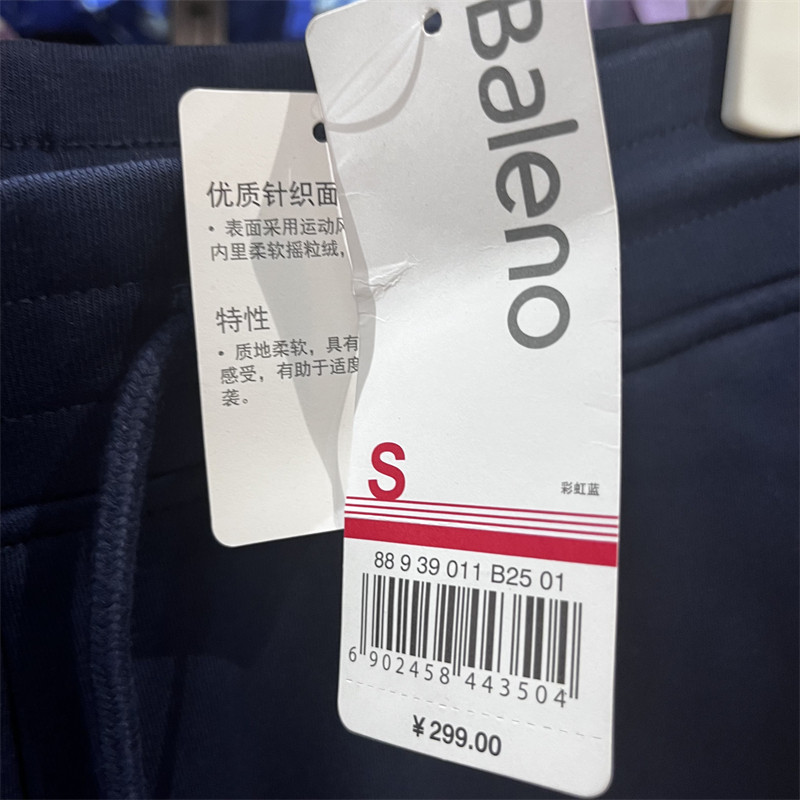 Baleno
优质针织面
• 表面采用运动风
内里柔软摇粒绒,
特性
• 质地柔软，具有
感受，有助于适度
袭。
S
彩虹蓝
88 9 39 011 B25 01
6 902458 443504
¥299.00